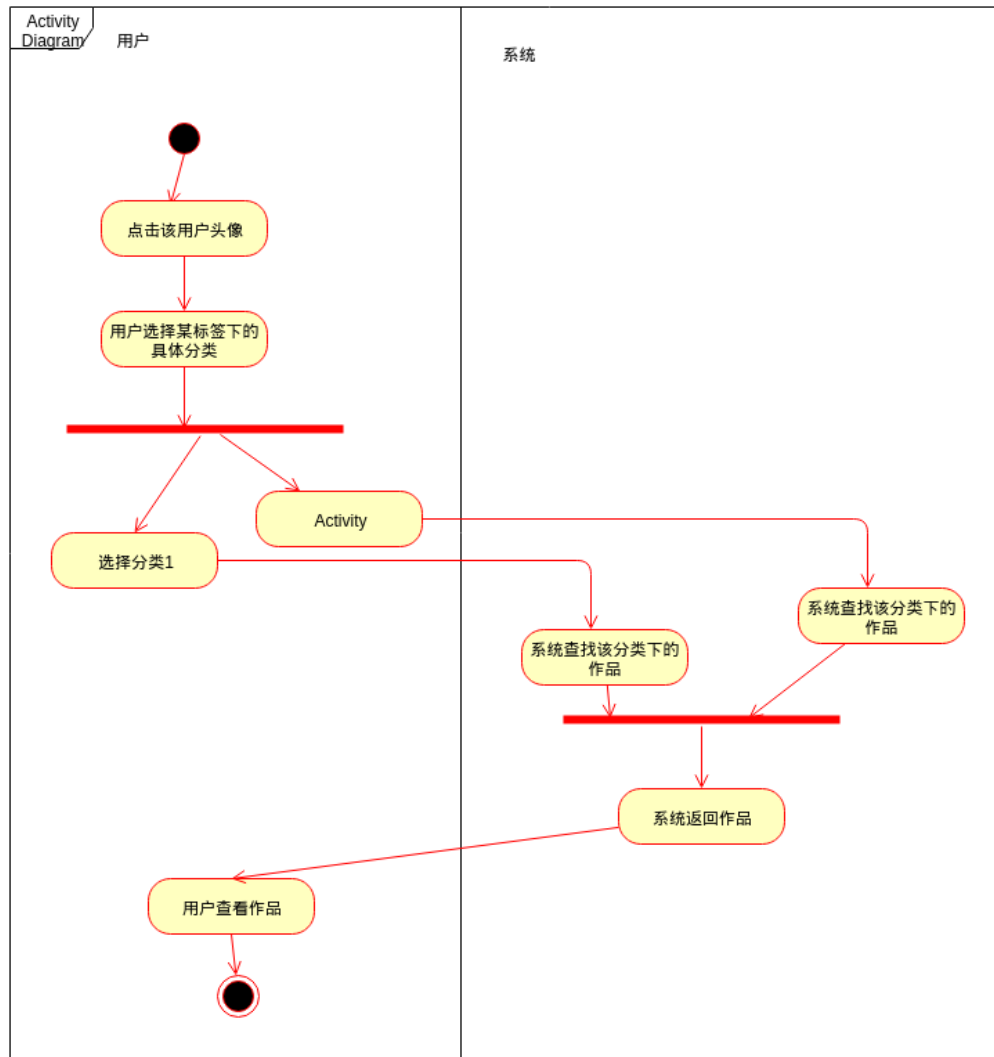 Activity
Diagram
用户
系统
点击该用户头像
用户选择某标签下的
具体分类
Activity
选择分类1
系统查找该分类下的
作品
系统查找该分类下的
作品
系统返回作品
用户查看作品